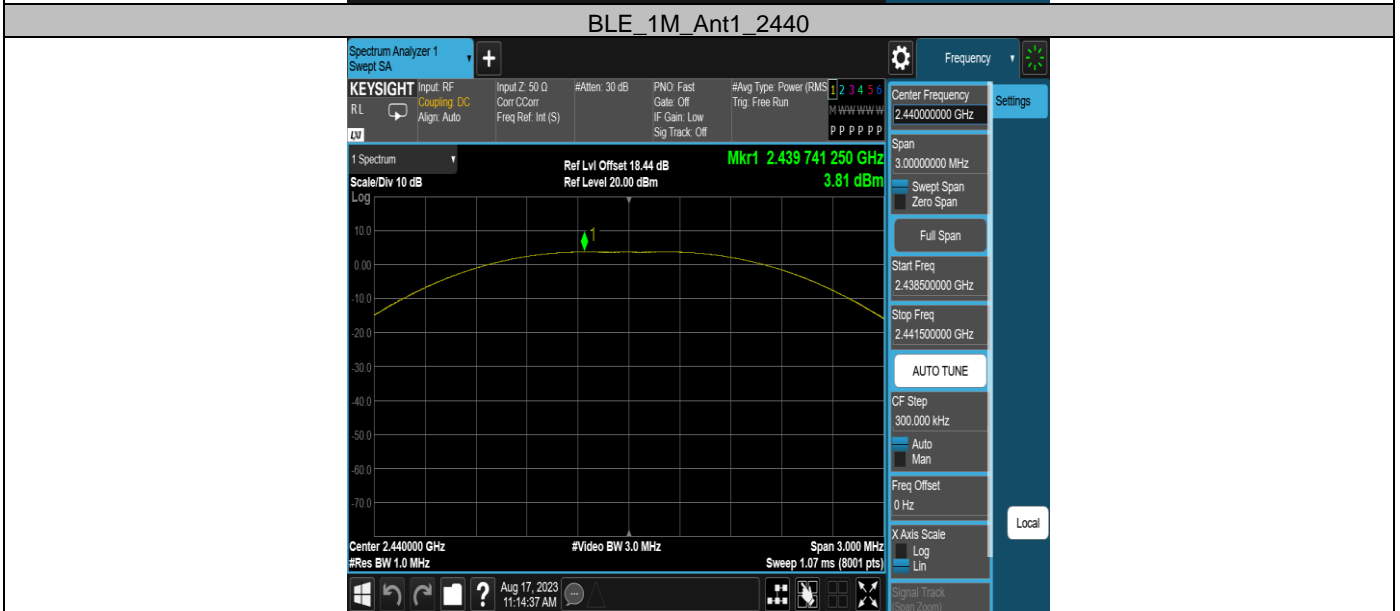 BLE_1M_Ant1_2440
Spectrum Analyzer 1
Swept SA
+
Frequency
KEYSIGHT
RL
LXI
Input: RF
Coupling: DC
Align: Auto
Input Z: 50 Ω
Corr CCorr
Freq Ref: Int (S)
#Atten: 30 dB
PNO: Fast
Gate: Off
IF Gain: Low
Sig Track: Off
#Avg Type: Power (RMS
Trig: Free Run
1 2 3 4 5 6
M W W W W W
P P P P P P
1 Spectrum
Scale/Div 10 dB
Ref Lvl Offset 18.44 dB
Ref Level 20.00 dBm
Mkr1 2.439 741 250 GHz
3.81 dBm
Log
10.0
0.00
-10.0
-20.0
-30.0
-40.0
-50.0
-60.0
-70.0
1
Center 2.440000 GHz
#Res BW 1.0 MHz
#Video BW 3.0 MHz
Span 3.000 MHz
Sweep 1.07 ms (8001 pts)
Center Frequency
2.440000000 GHz
Settings
Span
3.00000000 MHz
Swept Span
Zero Span
Full Span
Start Freq
2.438500000 GHz
Stop Freq
2.441500000 GHz
AUTO TUNE
CF Step
300.000 kHz
Auto
Man
Freq Offset
0 Hz
X Axis Scale
Log
Lin
Local
Signal Track
(Span Zoom)
?
Aug 17, 2023
11:14:37 AM